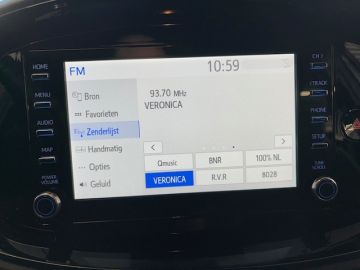 FM
10:59
HOME
MENU
AUDIO
MAP
POWER
VOLUME
Bron
Favorieten
Zenderlijst
Handmatig
Opties
Geluid
93.70 MHz
VERONICA
Qmusic
BNR
100% NL
VERONICA
R.V.R
8028
CH
TRACK
PHONE
SETUP
TUNE
SCROLL